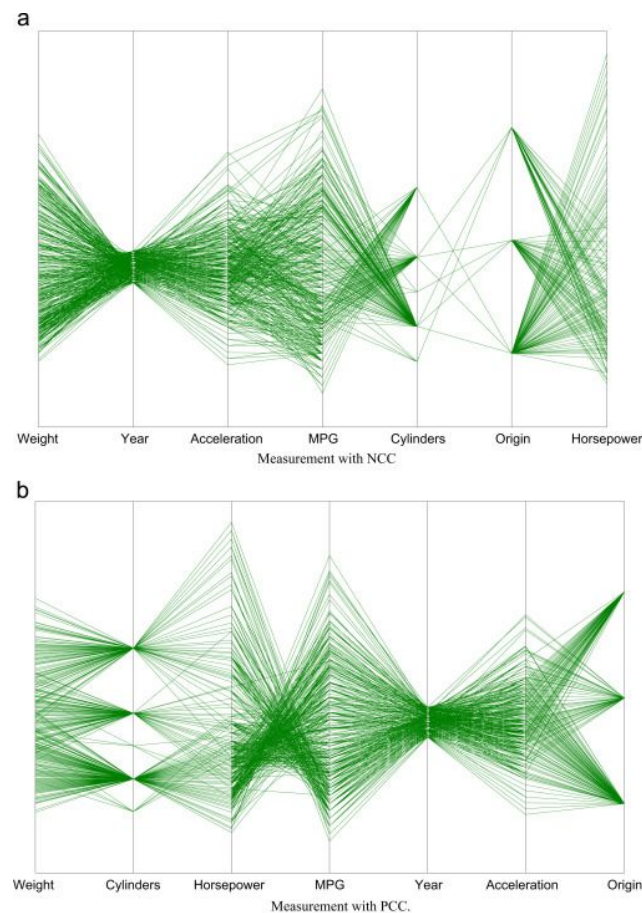 a
Weight Year Acceleration MPG Cylinders Origin Horsepower
Measurement with NCC
b
Weight Cylinders Horsepower MPG Year Acceleration Origin
Measurement with PCC.